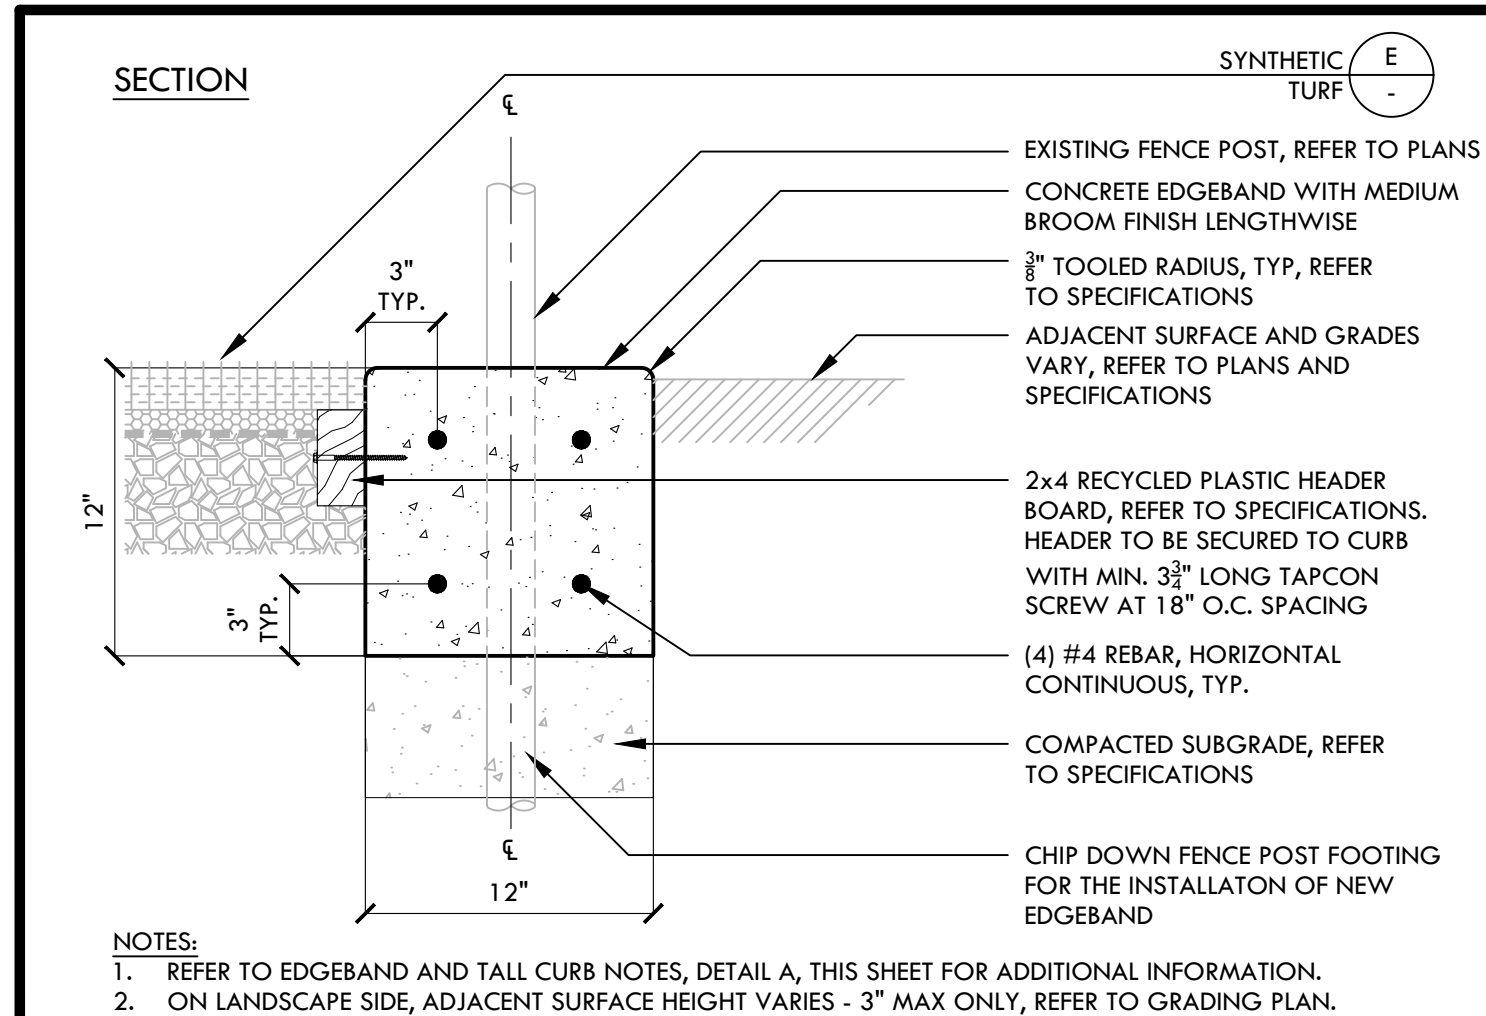 SECTION
SYNTHETIC
TURF
E
-
℄
EXISTING FENCE POST, REFER TO PLANS
CONCRETE EDGEBAND WITH MEDIUM
BROOM FINISH LENGTHWISE
3/8" TOOLED RADIUS, TYP, REFER
TO SPECIFICATIONS
ADJACENT SURFACE AND GRADES
VARY, REFER TO PLANS AND
SPECIFICATIONS
2x4 RECYCLED PLASTIC HEADER
BOARD, REFER TO SPECIFICATIONS.
HEADER TO BE SECURED TO CURB
WITH MIN. 3 3/4" LONG TAPCON
SCREW AT 18" O.C. SPACING
(4) #4 REBAR, HORIZONTAL
CONTINUOUS, TYP.
COMPACTED SUBGRADE, REFER
TO SPECIFICATIONS
CHIP DOWN FENCE POST FOOTING
FOR THE INSTALLATON OF NEW
EDGEBAND
3"
TYP.
12"
3"
TYP.
℄
12"
NOTES:
1. REFER TO EDGEBAND AND TALL CURB NOTES, DETAIL A, THIS SHEET FOR ADDITIONAL INFORMATION.
2. ON LANDSCAPE SIDE, ADJACENT SURFACE HEIGHT VARIES - 3" MAX ONLY, REFER TO GRADING PLAN.